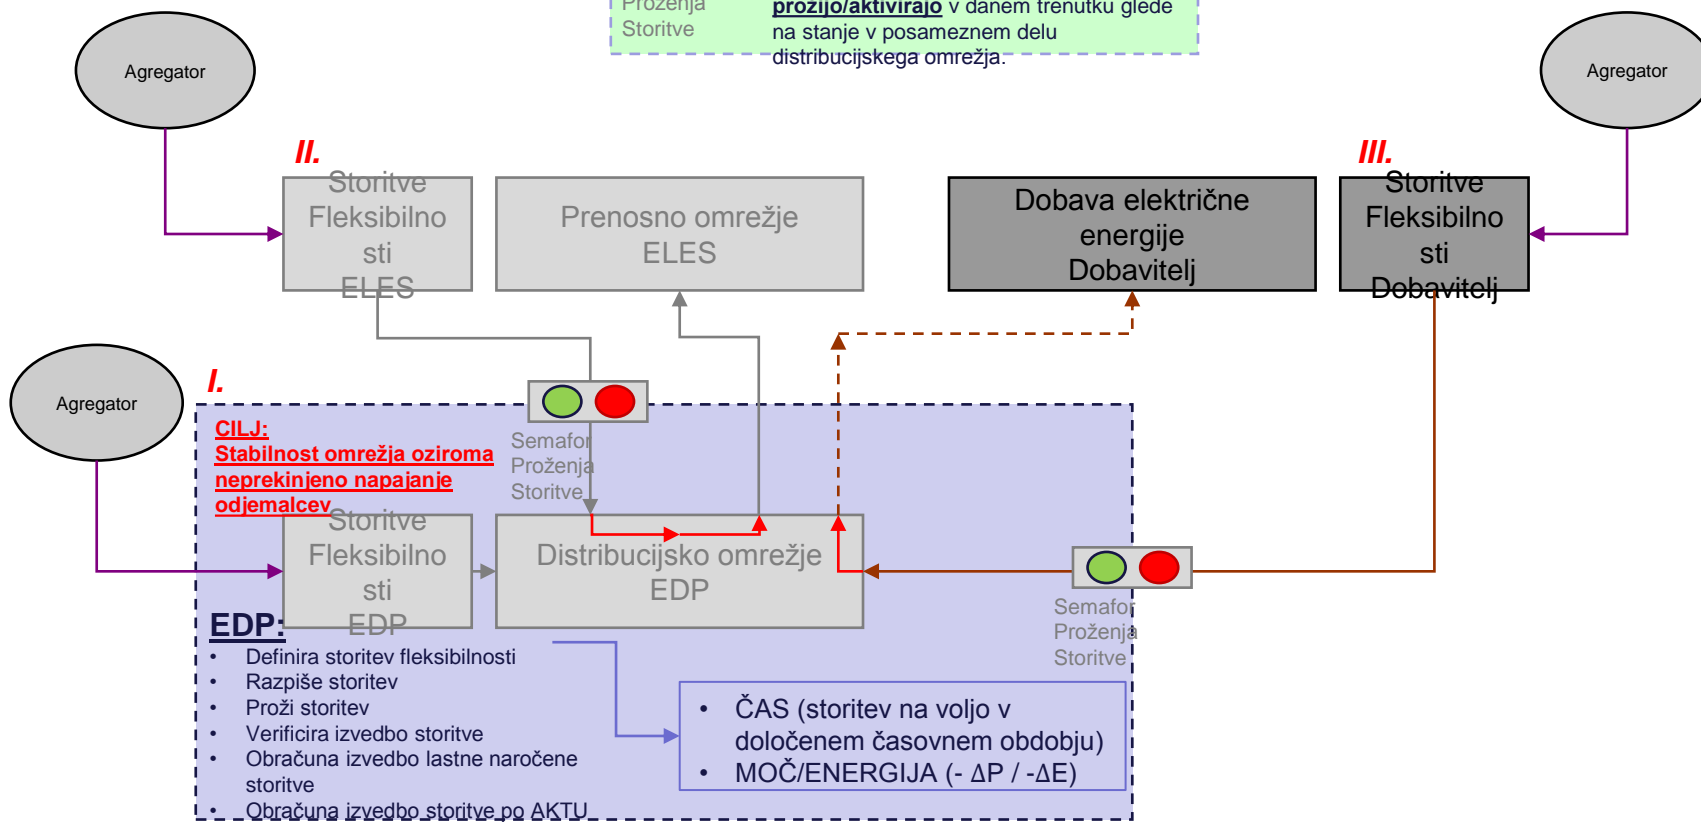 Proženja
Storitve
prožijo/aktivirajo v danem trenutku glede
na stanje v posameznem delu
distribucijskega omrežja.
Agregator
Agregator
II.
Storitve
Fleksibilno
sti
ELES
Prenosno omrežje
ELES
Dobava električne
energije
Dobavitelj
III.
Storitve
Fleksibilno
sti
Dobavitelj
Agregator
I.
CILJ:
Stabilnost omrežja oziroma
neprekinjeno napajanje
odjemalcev
Semafor
Proženja
Storitve
Storitve
Fleksibilno
sti
EDP
Distribucijsko omrežje
EDP
Semafor
Proženja
Storitve
EDP:
• Definira storitev fleksibilnosti
• Razpiše storitev
• Proži storitev
• Verificira izvedbo storitve
• Obračuna izvedbo lastne naročene
storitve
• Obračuna izvedbo storitve po AKTU
• ČAS (storitev na voljo v
določenem časovnem obdobju)
• MOČ/ENERGIJA (- ΔP / -ΔE)